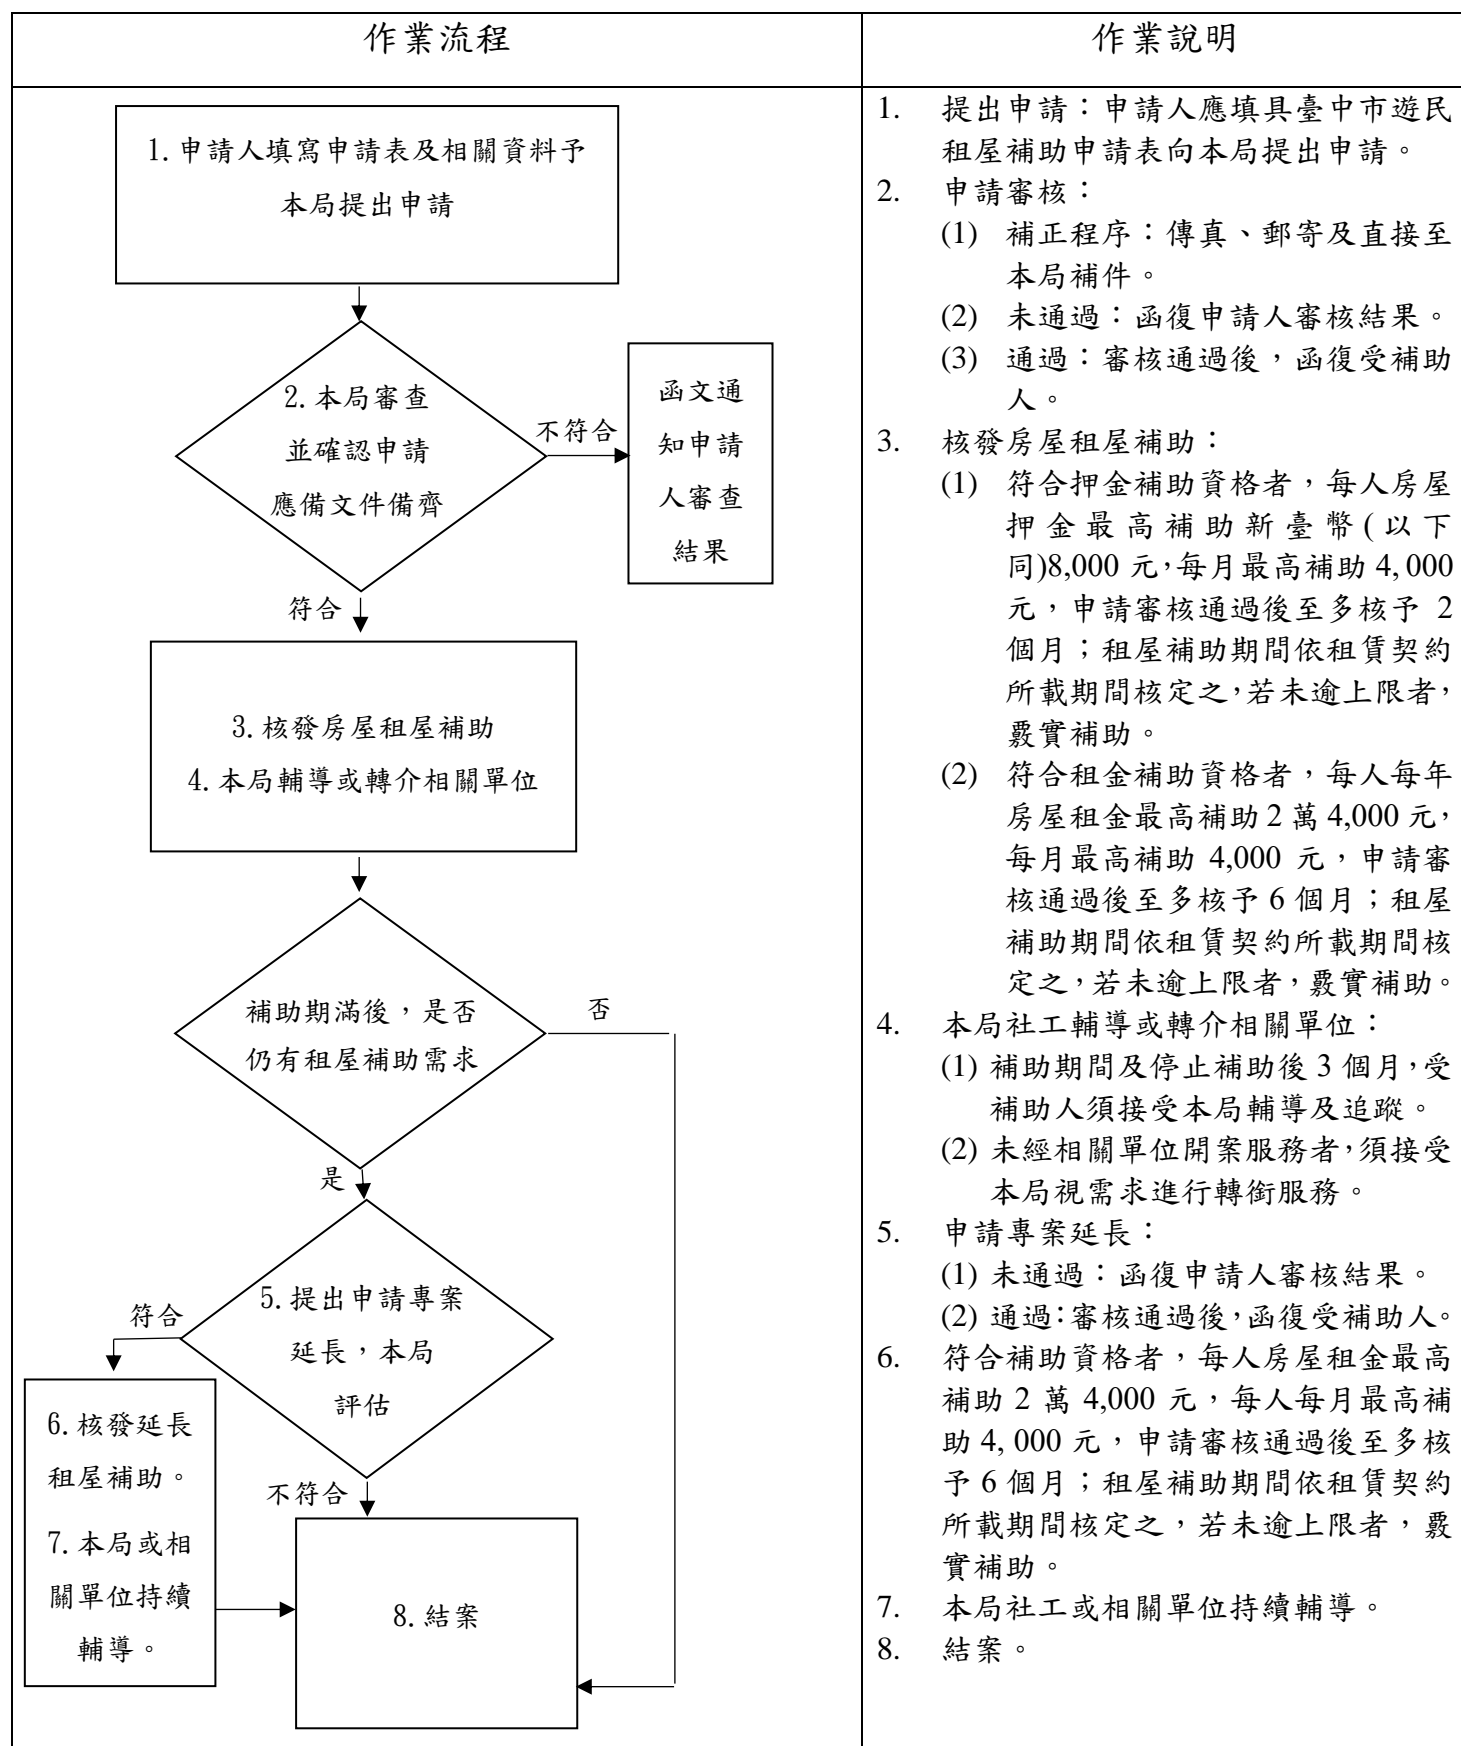 作業流程
1.申請人填寫申請表及相關資料予
本局提出申請
2.本局審查
並確認申請
應備文件備齊
不符合
函文通
知申請
人審查
結果
符合
3.核發房屋租屋補助
4.本局輔導或轉介相關單位
補助期滿後，是否
仍有租屋補助需求
否
是
5.提出申請專案
延長，本局
評估
符合
6.核發延長
租屋補助。
7.本局或相
關單位持續
輔導。
不符合
8.結案
作業說明
1. 提出申請：申請人應填具臺中市遊民
租屋補助申請表向本局提出申請。
2. 申請審核：
(1) 補正程序：傳真、郵寄及直接至
本局補件。
(2) 未通過：函復申請人審核結果。
(3) 通過：審核通過後，函復受補助
人。
3. 核發房屋租屋補助：
(1) 符合押金補助資格者，每人房屋
押金最高補助新臺幣(以下
同)8,000 元，每月最高補助 4,000
元，申請審核通過後至多核予 2
個月；租屋補助期間依租賃契約
所載期間核定之，若未逾上限者，
覈實補助。
(2) 符合租金補助資格者，每人每年
房屋租金最高補助 2 萬 4,000 元，
每月最高補助 4,000 元，申請審
核通過後至多核予 6 個月；租屋
補助期間依租賃契約所載期間核
定之，若未逾上限者，覈實補助。
4. 本局社工輔導或轉介相關單位：
(1) 補助期間及停止補助後 3 個月，受
補助人須接受本局輔導及追蹤。
(2) 未經相關單位開案服務者，須接受
本局視需求進行轉銜服務。
5. 申請專案延長：
(1) 未通過：函復申請人審核結果。
(2) 通過：審核通過後，函復受補助人。
6. 符合補助資格者，每人房屋租金最高
補助 2 萬 4,000 元，每人每月最高補
助 4,000 元，申請審核通過後至多核
予 6 個月；租屋補助期間依租賃契約
所載期間核定之，若未逾上限者，覈
實補助。
7. 本局社工或相關單位持續輔導。
8. 結案。